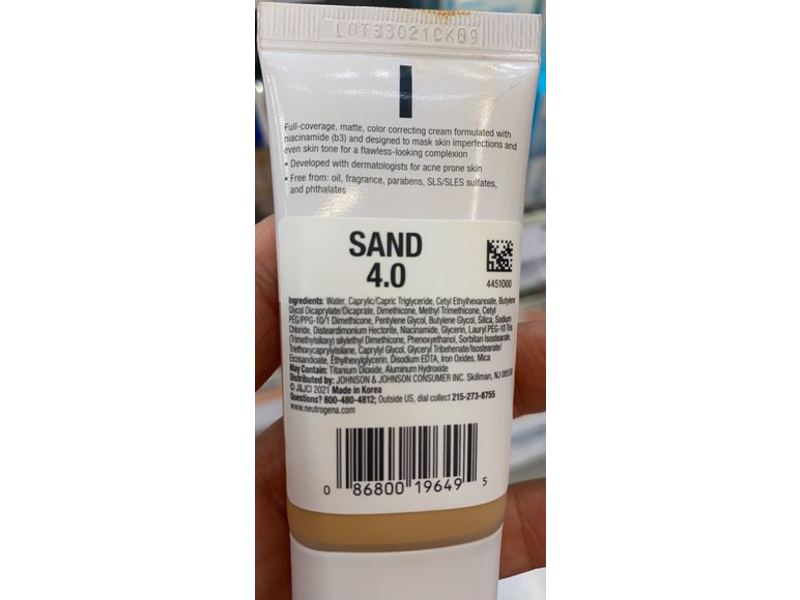 LOT33021CK09
Full-coverage, matte, color correcting cream formulated with
niacinamide (b3) and designed to mask skin imperfections and
even skin tone for a flawless-looking complexion
• Developed with dermatologists for acne prone skin
• Free from: oil, fragrance, parabens, SLS/SLES sulfates,
and phthalates
SAND
4.0
4451000
Ingredients: Water, Caprylic/Capric Triglyceride, Cetyl Ethylhexanoate, Butylene
Glycol Dicaprylate/Dicaprate, Dimethicone, Methyl Trimethicone, Cetyl
PEG/PPG-10/1 Dimethicone, Pentylene Glycol, Butylene Glycol, Silica, Sodium
Chloride, Disteardimonium Hectorite, Niacinamide, Glycerin, Lauryl PEG-10 Tris
(Trimethylsiloxy) silylethyl Dimethicone, Phenoxyethanol, Sorbitan Isostearate,
Triethoxycaprylylsilane, Caprylyl Glycol, Glyceryl Tribehenate/Isostearate/
Eicosandioate, Ethylhexylglycerin, Disodium EDTA, Iron Oxides, Mica
May Contain: Titanium Dioxide, Aluminum Hydroxide
Distributed by: JOHNSON & JOHNSON CONSUMER INC. Skillman, NJ 08558
© J&JCI 2021 Made in Korea
Questions? 800-480-4812; Outside US, dial collect 215-273-8755
www.neutrogena.com
0 86800 19649 5